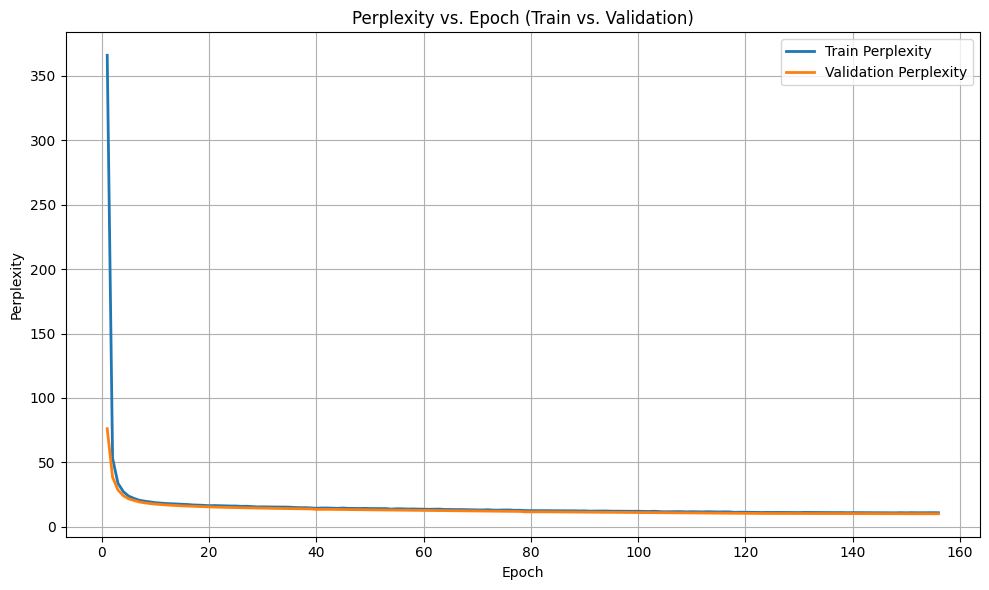 Perplexity vs. Epoch (Train vs. Validation)
Train Perplexity
Validation Perplexity
Perplexity
350
300
250
200
150
100
50
0
0 20 40 60 80 100 120 140 160
Epoch